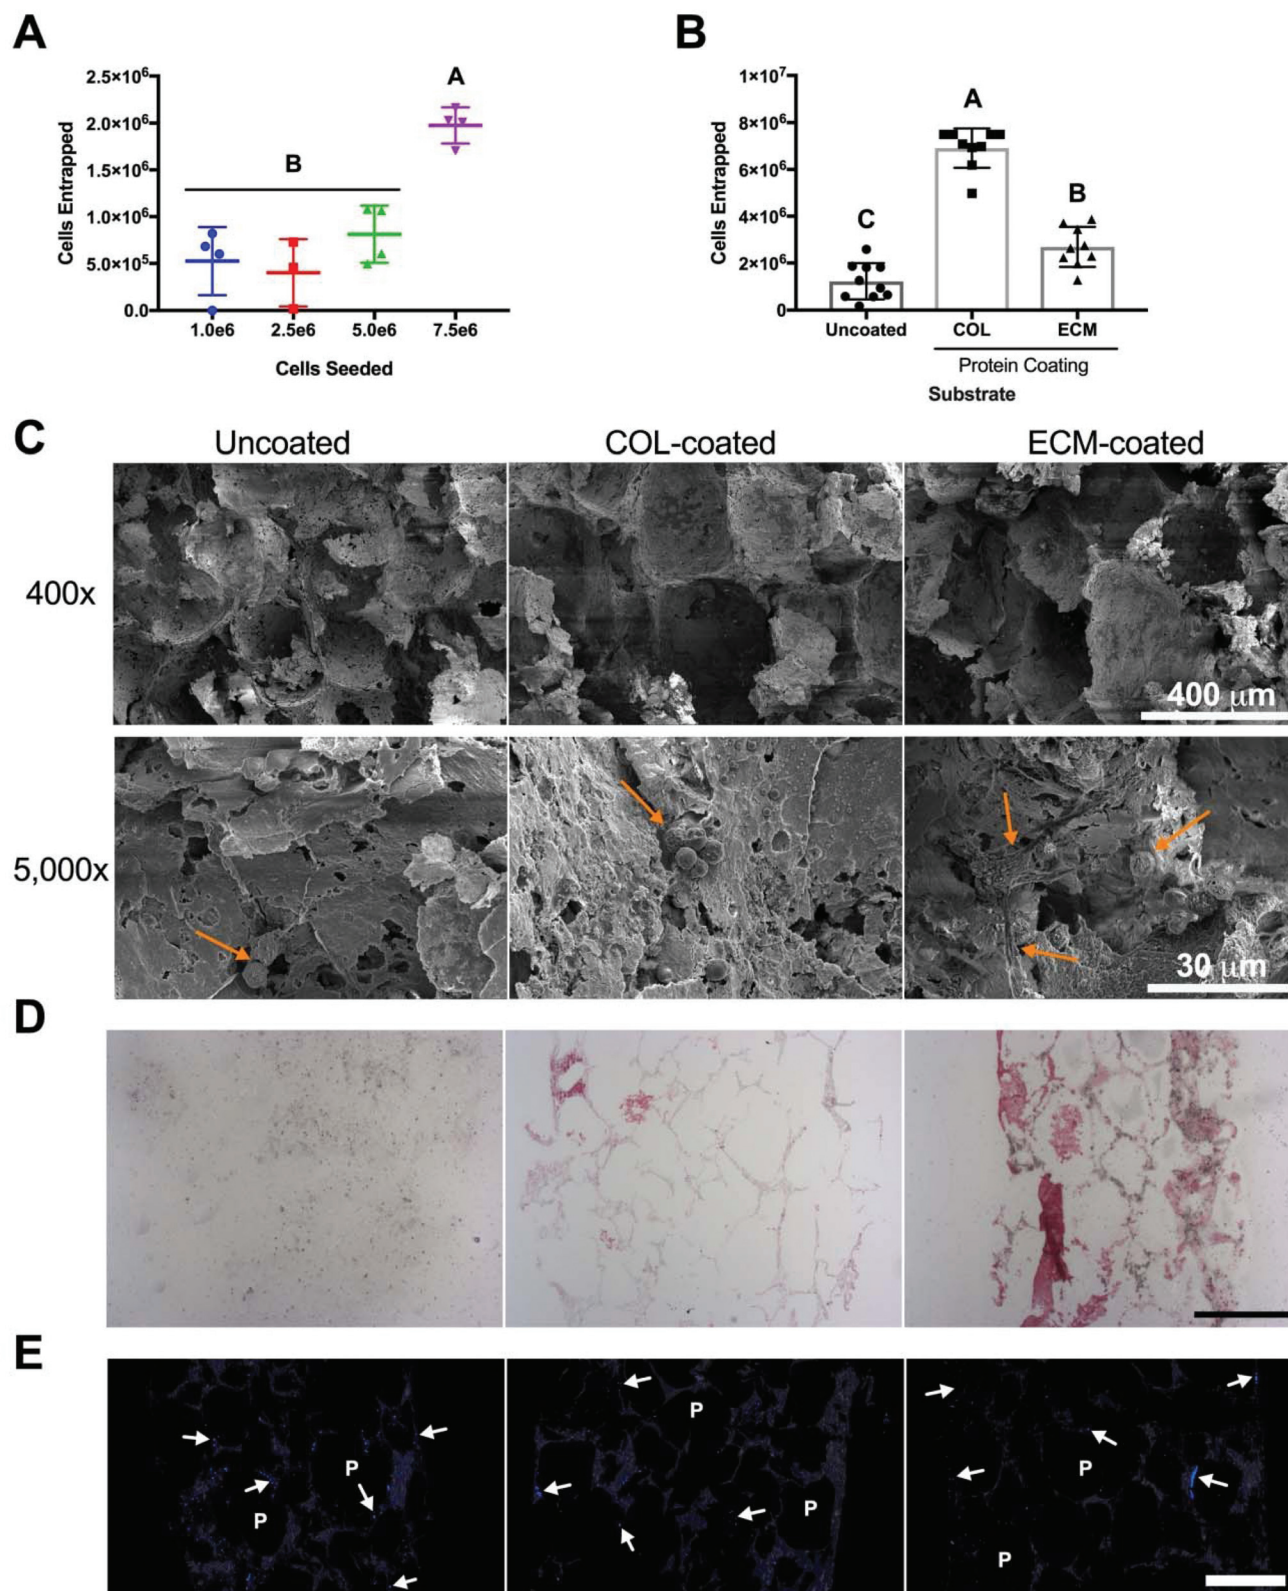 A
2.5×10⁶
2.0×10⁶
1.5×10⁶
1.0×10⁶
5.0×10⁵
0.0
Cells Entrapped
B
A
1.0e6 2.5e6 5.0e6 7.5e6
Cells Seeded
B
1×10⁷
8×10⁶
6×10⁶
4×10⁶
2×10⁶
0
Cells Entrapped
C
A
B
Uncoated COL ECM
Protein Coating
Substrate
C
Uncoated COL-coated ECM-coated
400x
400 µm
5,000x
30 µm
D
E
P
P
P
P
P
P